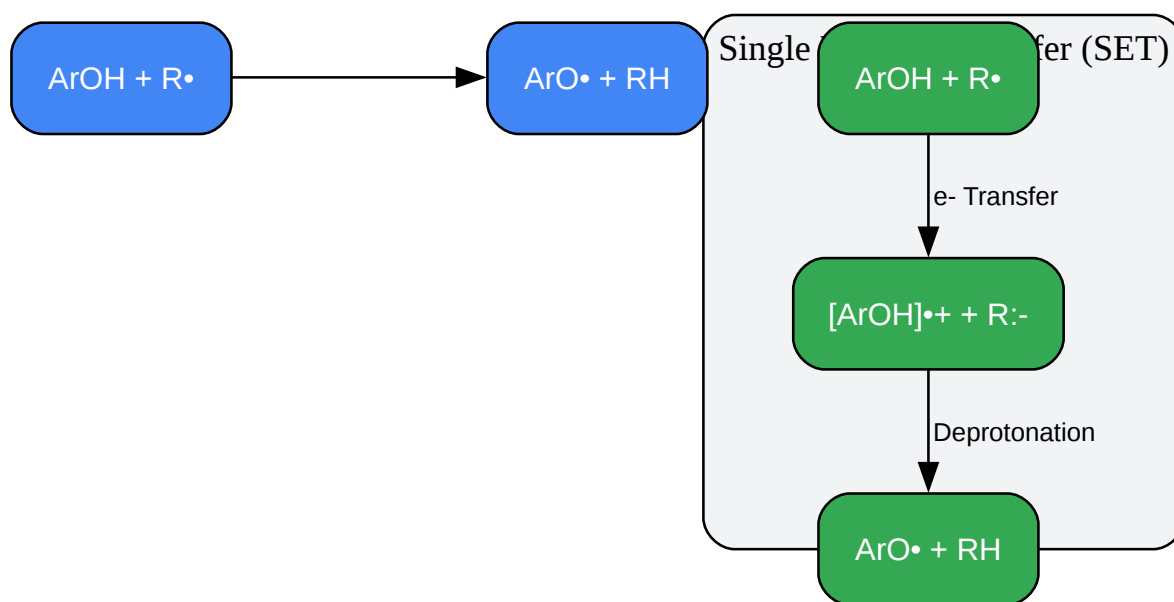 ArOH + R•
ArO• + RH
Single fer (SET)
ArOH + R•
e- Transfer
[ArOH]•+ + R:-
Deprotonation
ArO• + RH